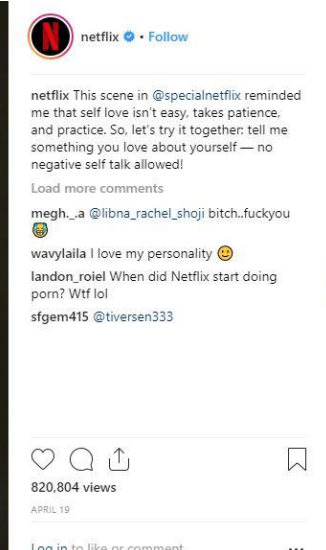 netflix • Follow
netflix This scene in @specialnetflix reminded
me that self love isn't easy, takes patience,
and practice. So, let's try it together: tell me
something you love about yourself — no
negative self talk allowed!
Load more comments
megh._.a @libna_rachel_shoji bitch..fuckyou
wavylaila I love my personality 🙂
landon_roiel When did Netflix start doing
porn? Wtf lol
sfgem415 @tiversen333
820,804 views
APRIL 19
Log in to like or comment